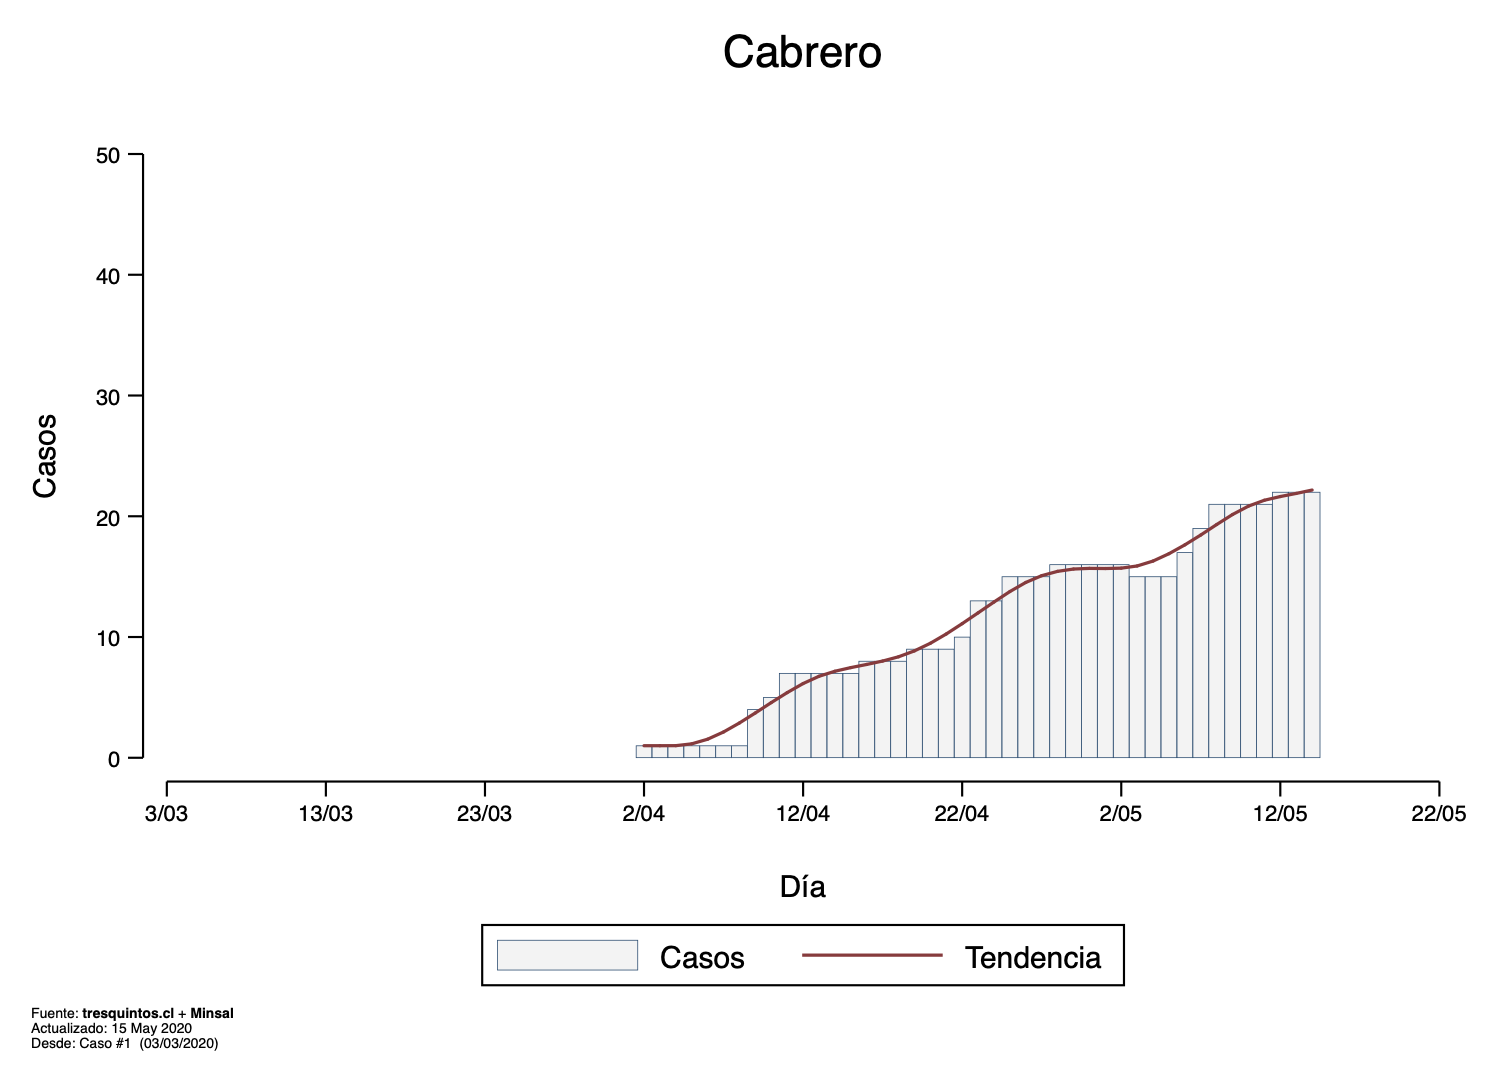 Cabrero
50
40
30
20
10
0
Casos
3/03 13/03 23/03 2/04 12/04 22/04 2/05 12/05 22/05
Día
Casos Tendencia
Fuente: tresquintos.cl + Minsal
Actualizado: 15 May 2020
Desde: Caso #1 (03/03/2020)